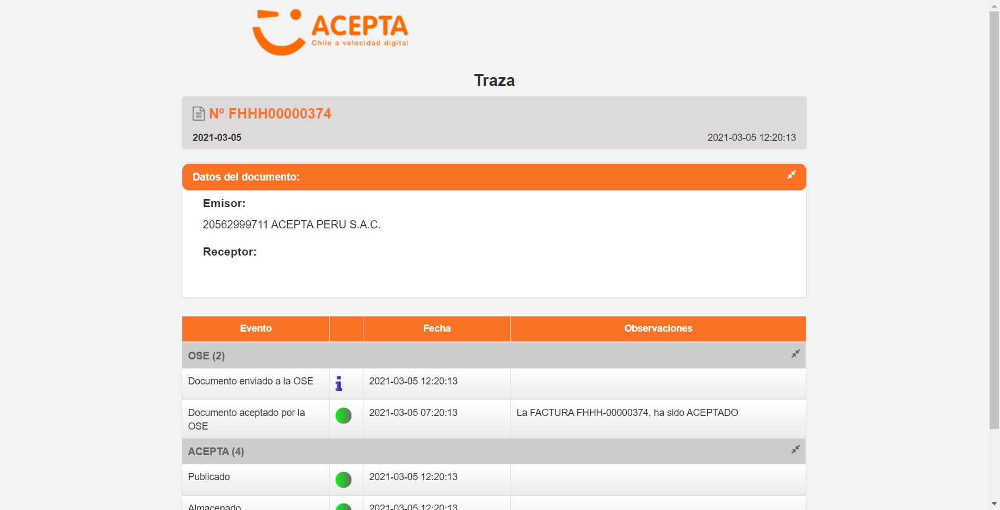 ACEPTA
Chile a velocidad digital
Traza
Nº FHHH00000374
2021-03-05
2021-03-05 12:20:13
Datos del documento:
Emisor:
20562999711 ACEPTA PERU S.A.C.
Receptor:
Evento
Fecha
Observaciones
OSE (2)
Documento enviado a la OSE
2021-03-05 12:20:13
Documento aceptado por la
OSE
2021-03-05 07:20:13
La FACTURA FHHH-00000374, ha sido ACEPTADO
ACEPTA (4)
Publicado
2021-03-05 12:20:13
Almacenado
2021-03-05 12:20:13